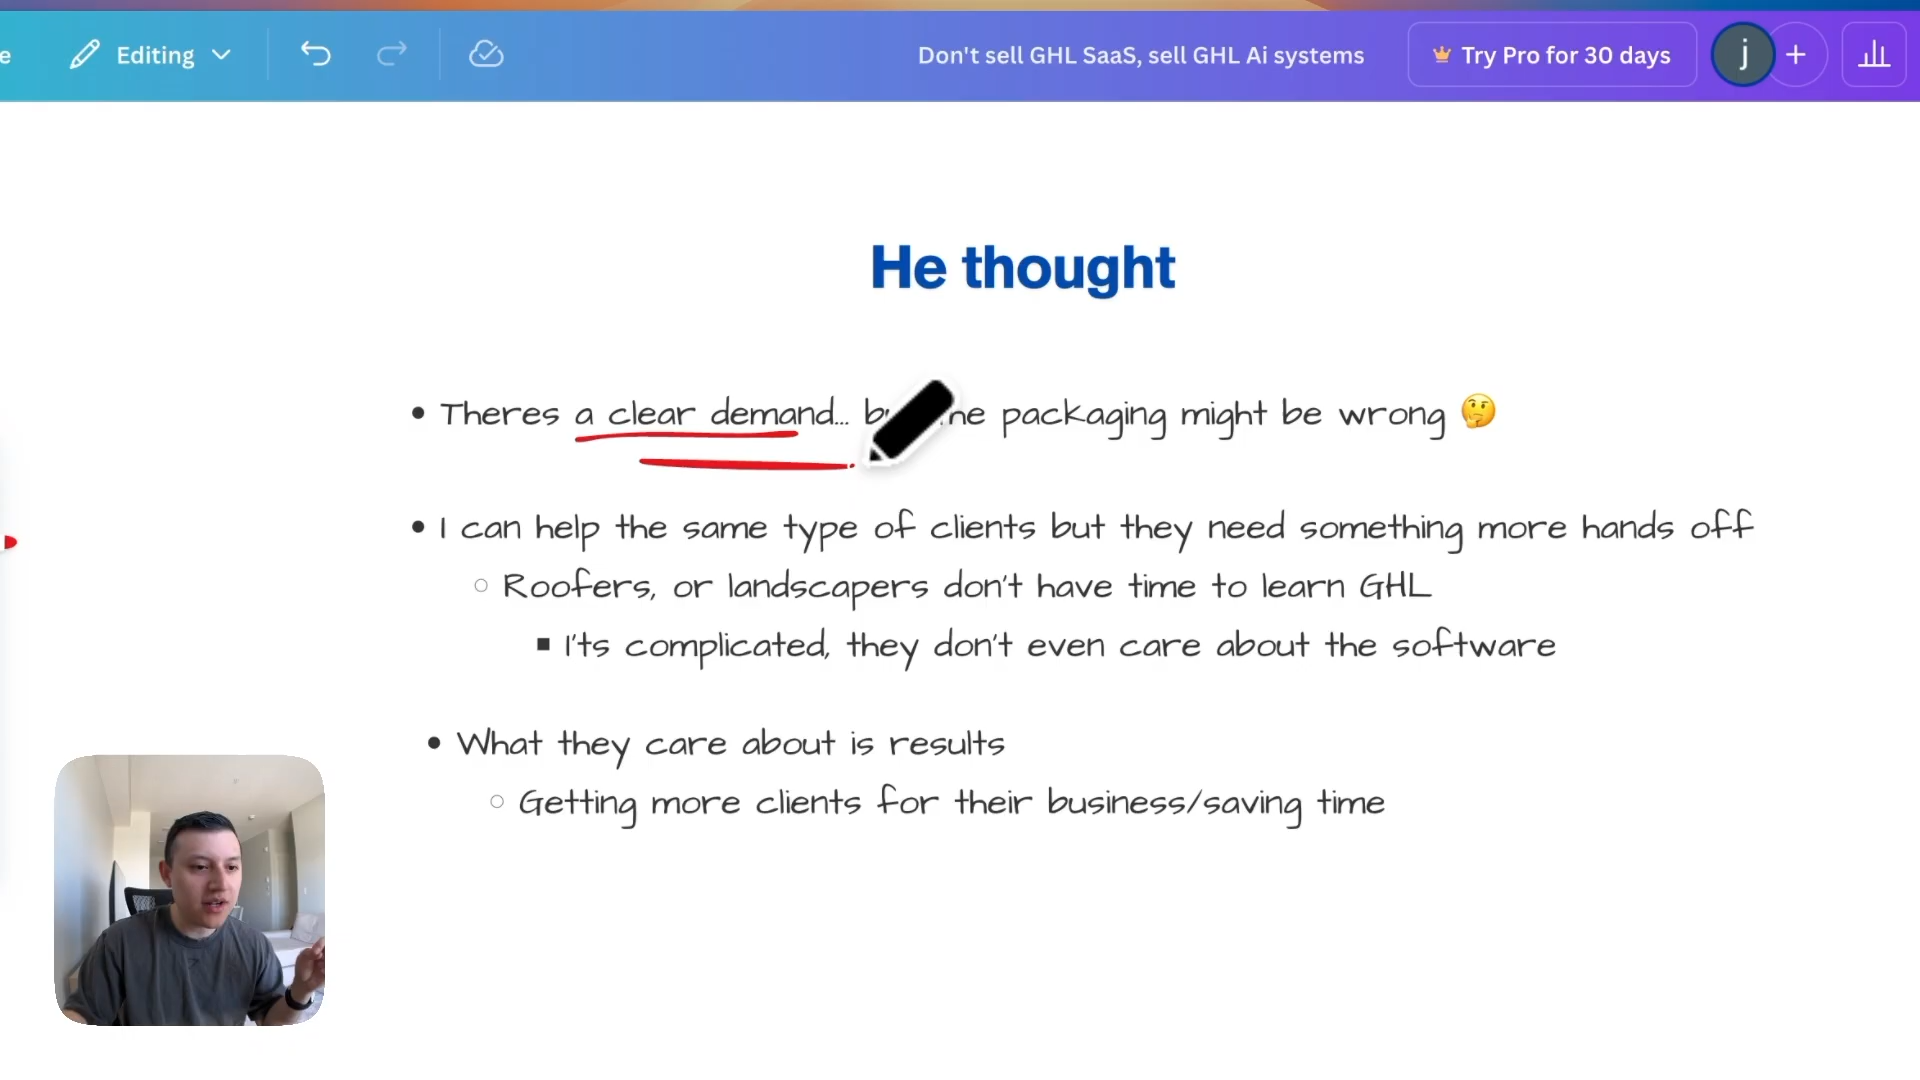 e Editing Don't sell GHL SaaS, sell GHL Ai systems Try Pro for 30 days j +
He thought
• Theres a clear demand... packaging might be wrong 🤔
• I can help the same type of clients but they need something more hands off
○ Roofers, or landscapers don't have time to learn GHL
■ I'ts complicated, they don't even care about the software
• What they care about is results
○ Getting more clients for their business/saving time